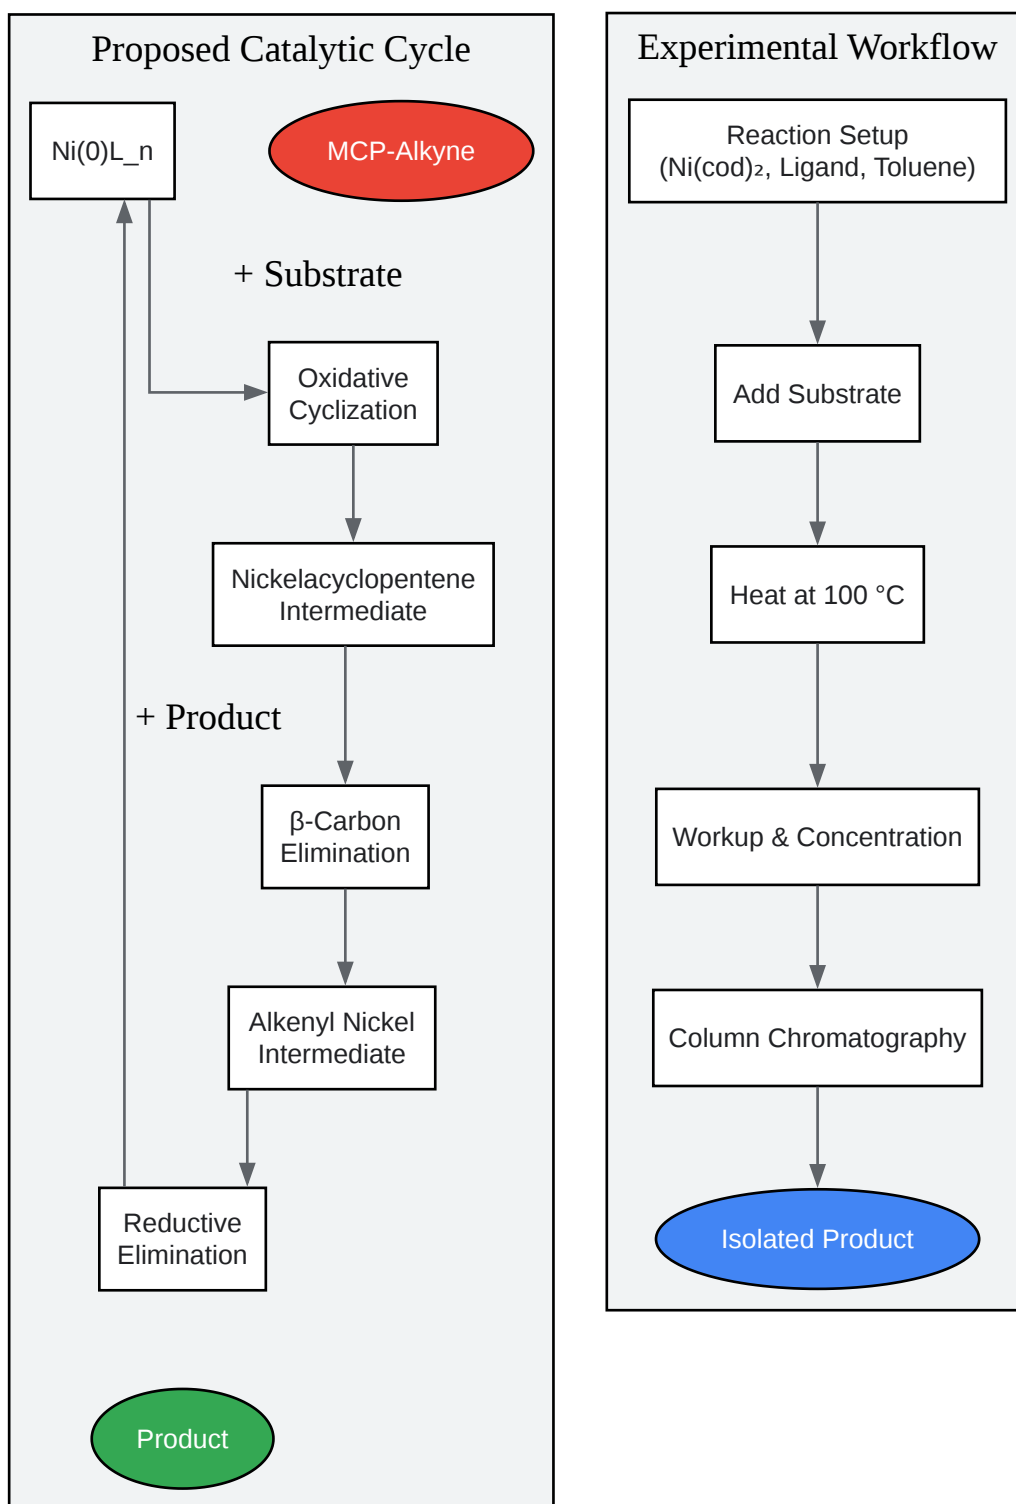 Proposed Catalytic Cycle
Ni(0)L_n
MCP-Alkyne
+ Substrate
Oxidative
Cyclization
Nickelacyclopentene
Intermediate
+ Product
β-Carbon
Elimination
Alkenyl Nickel
Intermediate
Reductive
Elimination
Product
Experimental Workflow
Reaction Setup
(Ni(cod)₂, Ligand, Toluene)
Add Substrate
Heat at 100 °C
Workup & Concentration
Column Chromatography
Isolated Product